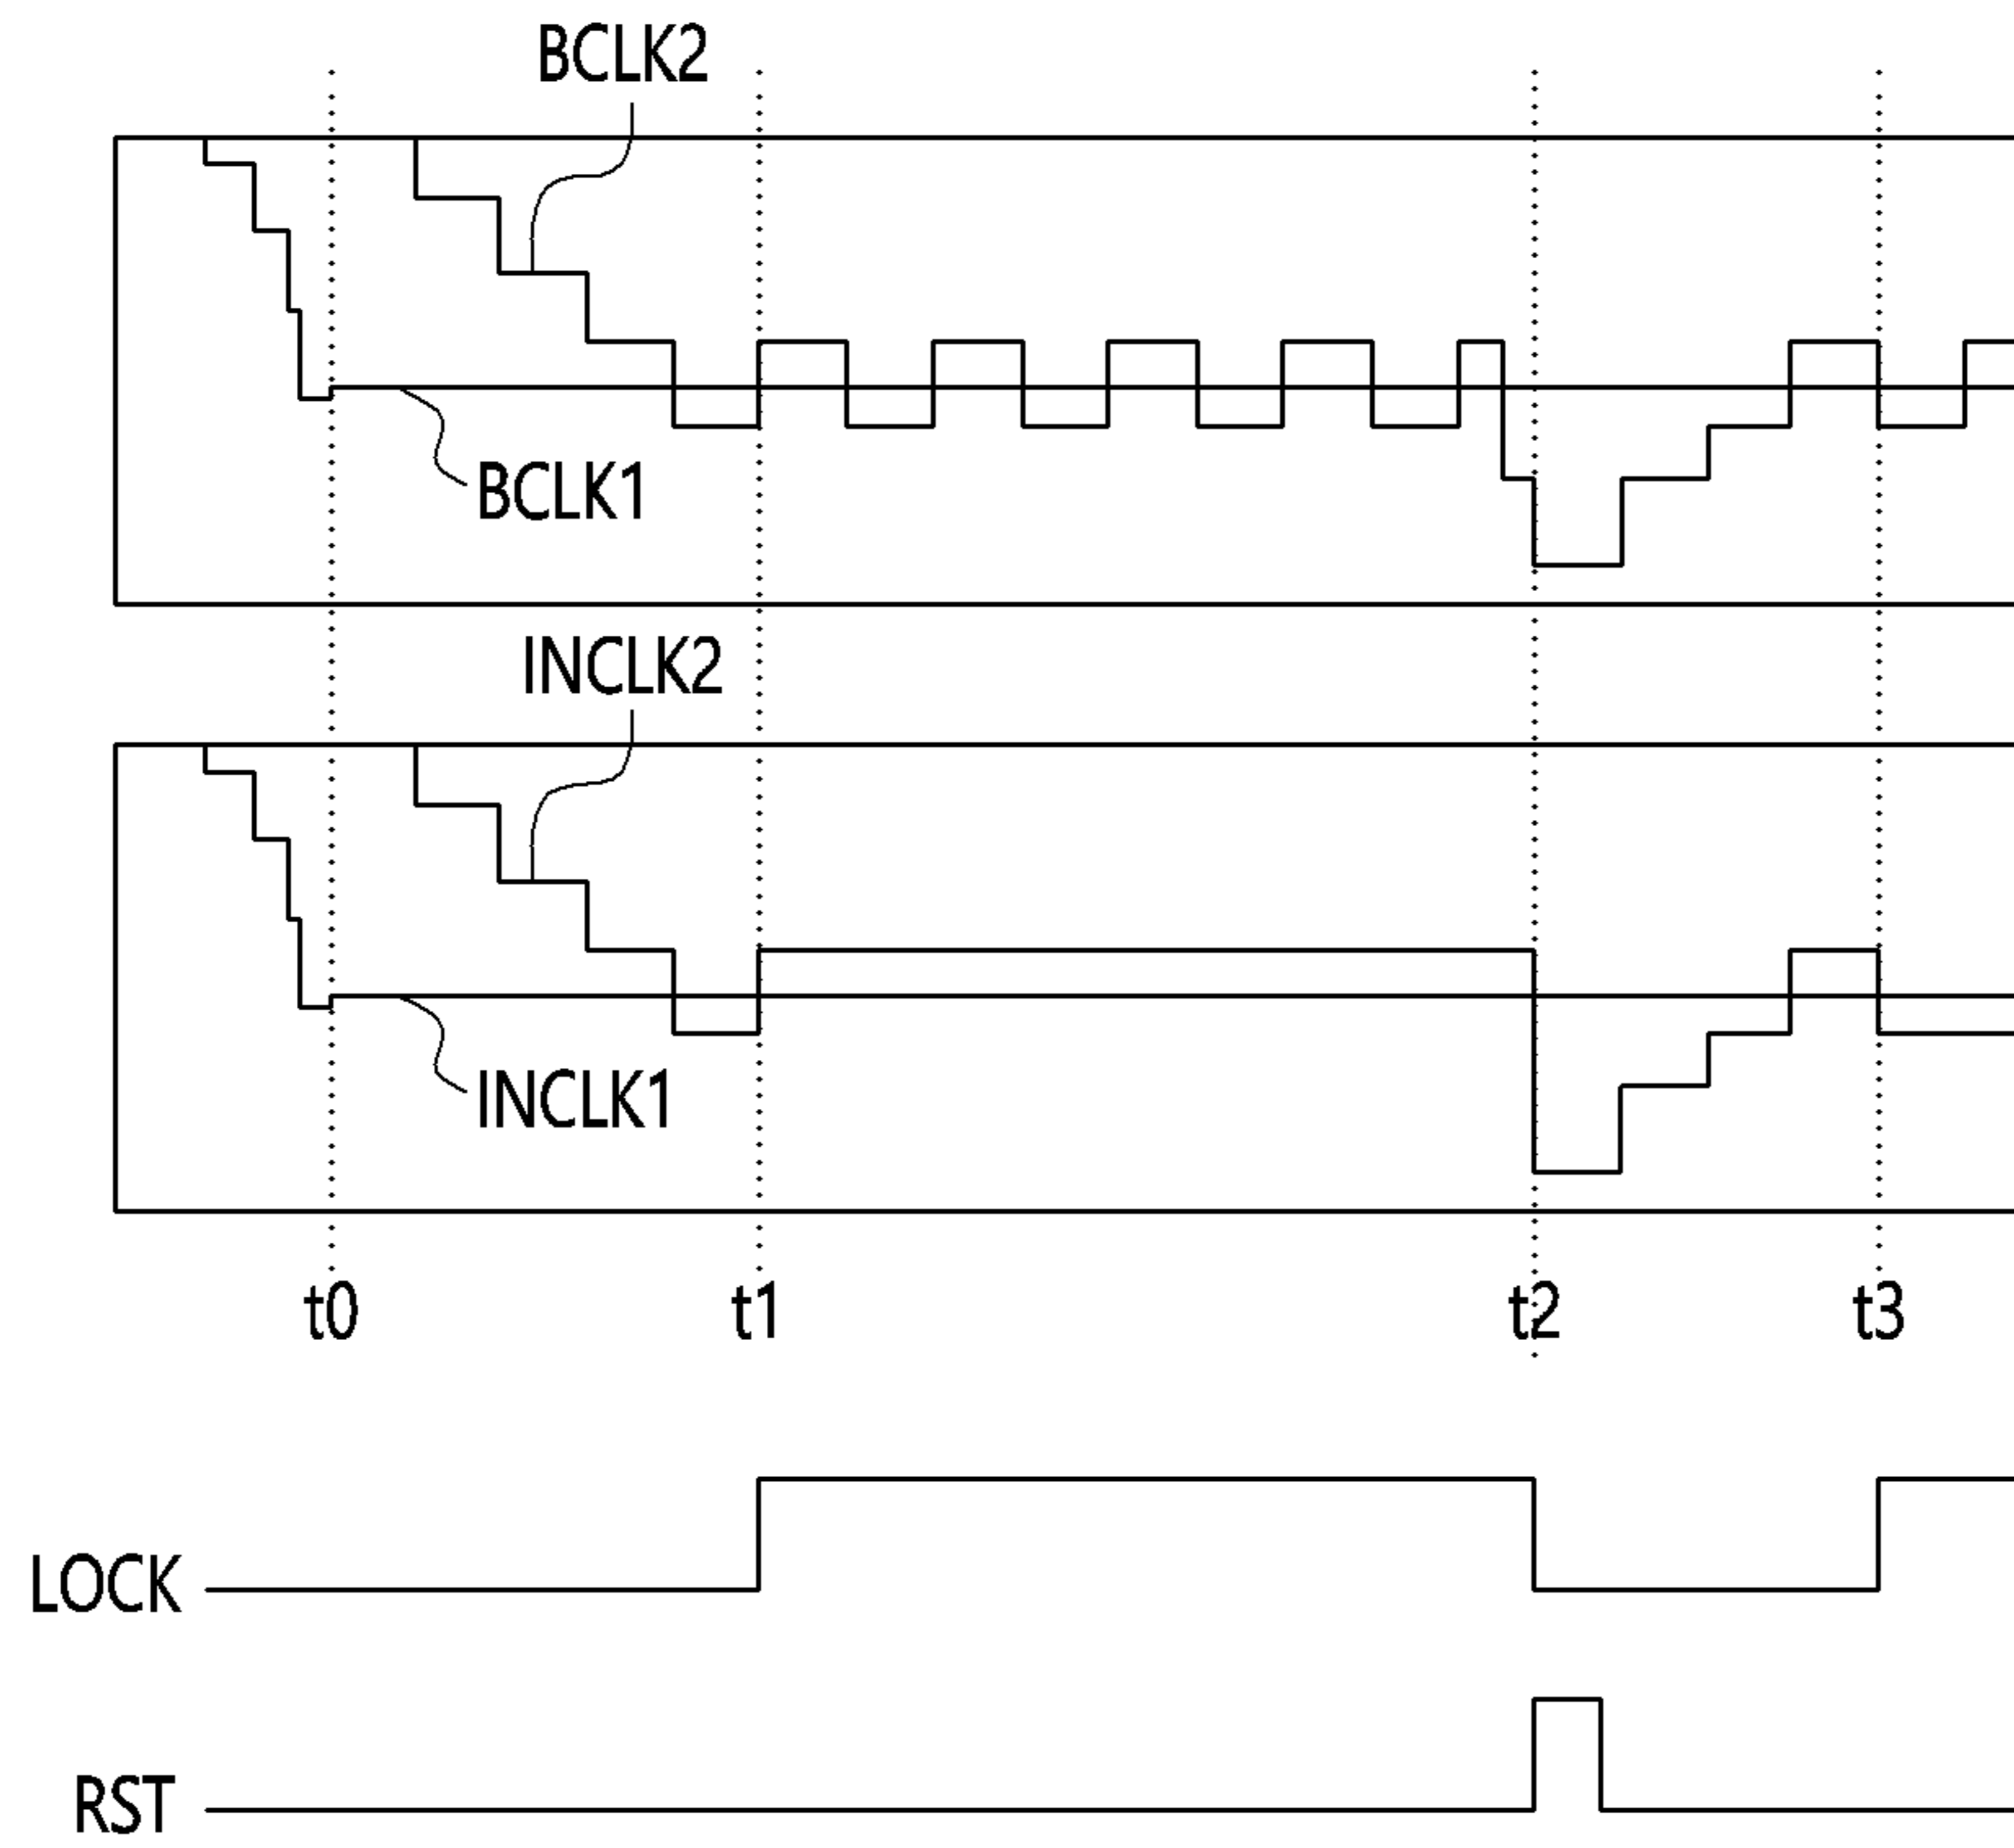 BCLK2
BCLK1
INCLK2
INCLK1
t0 t1 t2 t3
LOCK
RST